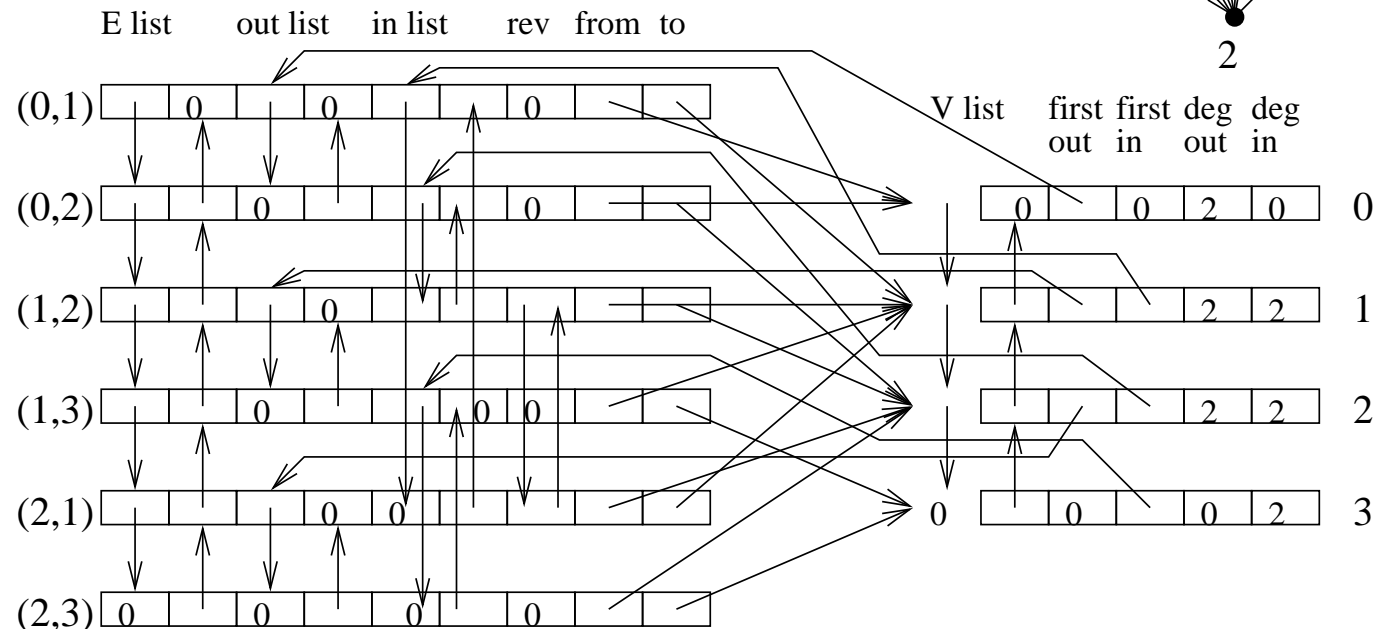 E list out list in list rev from to
2
V list first first deg deg
out in out in
(0,1) 0 0 0
(0,2) 0 0 0 0 2 0 0
(1,2) 0 2 2 1
(1,3) 0 0 0 2 2 2
(2,1) 0 0 0 0 0 2 3
(2,3) 0 0 0 0